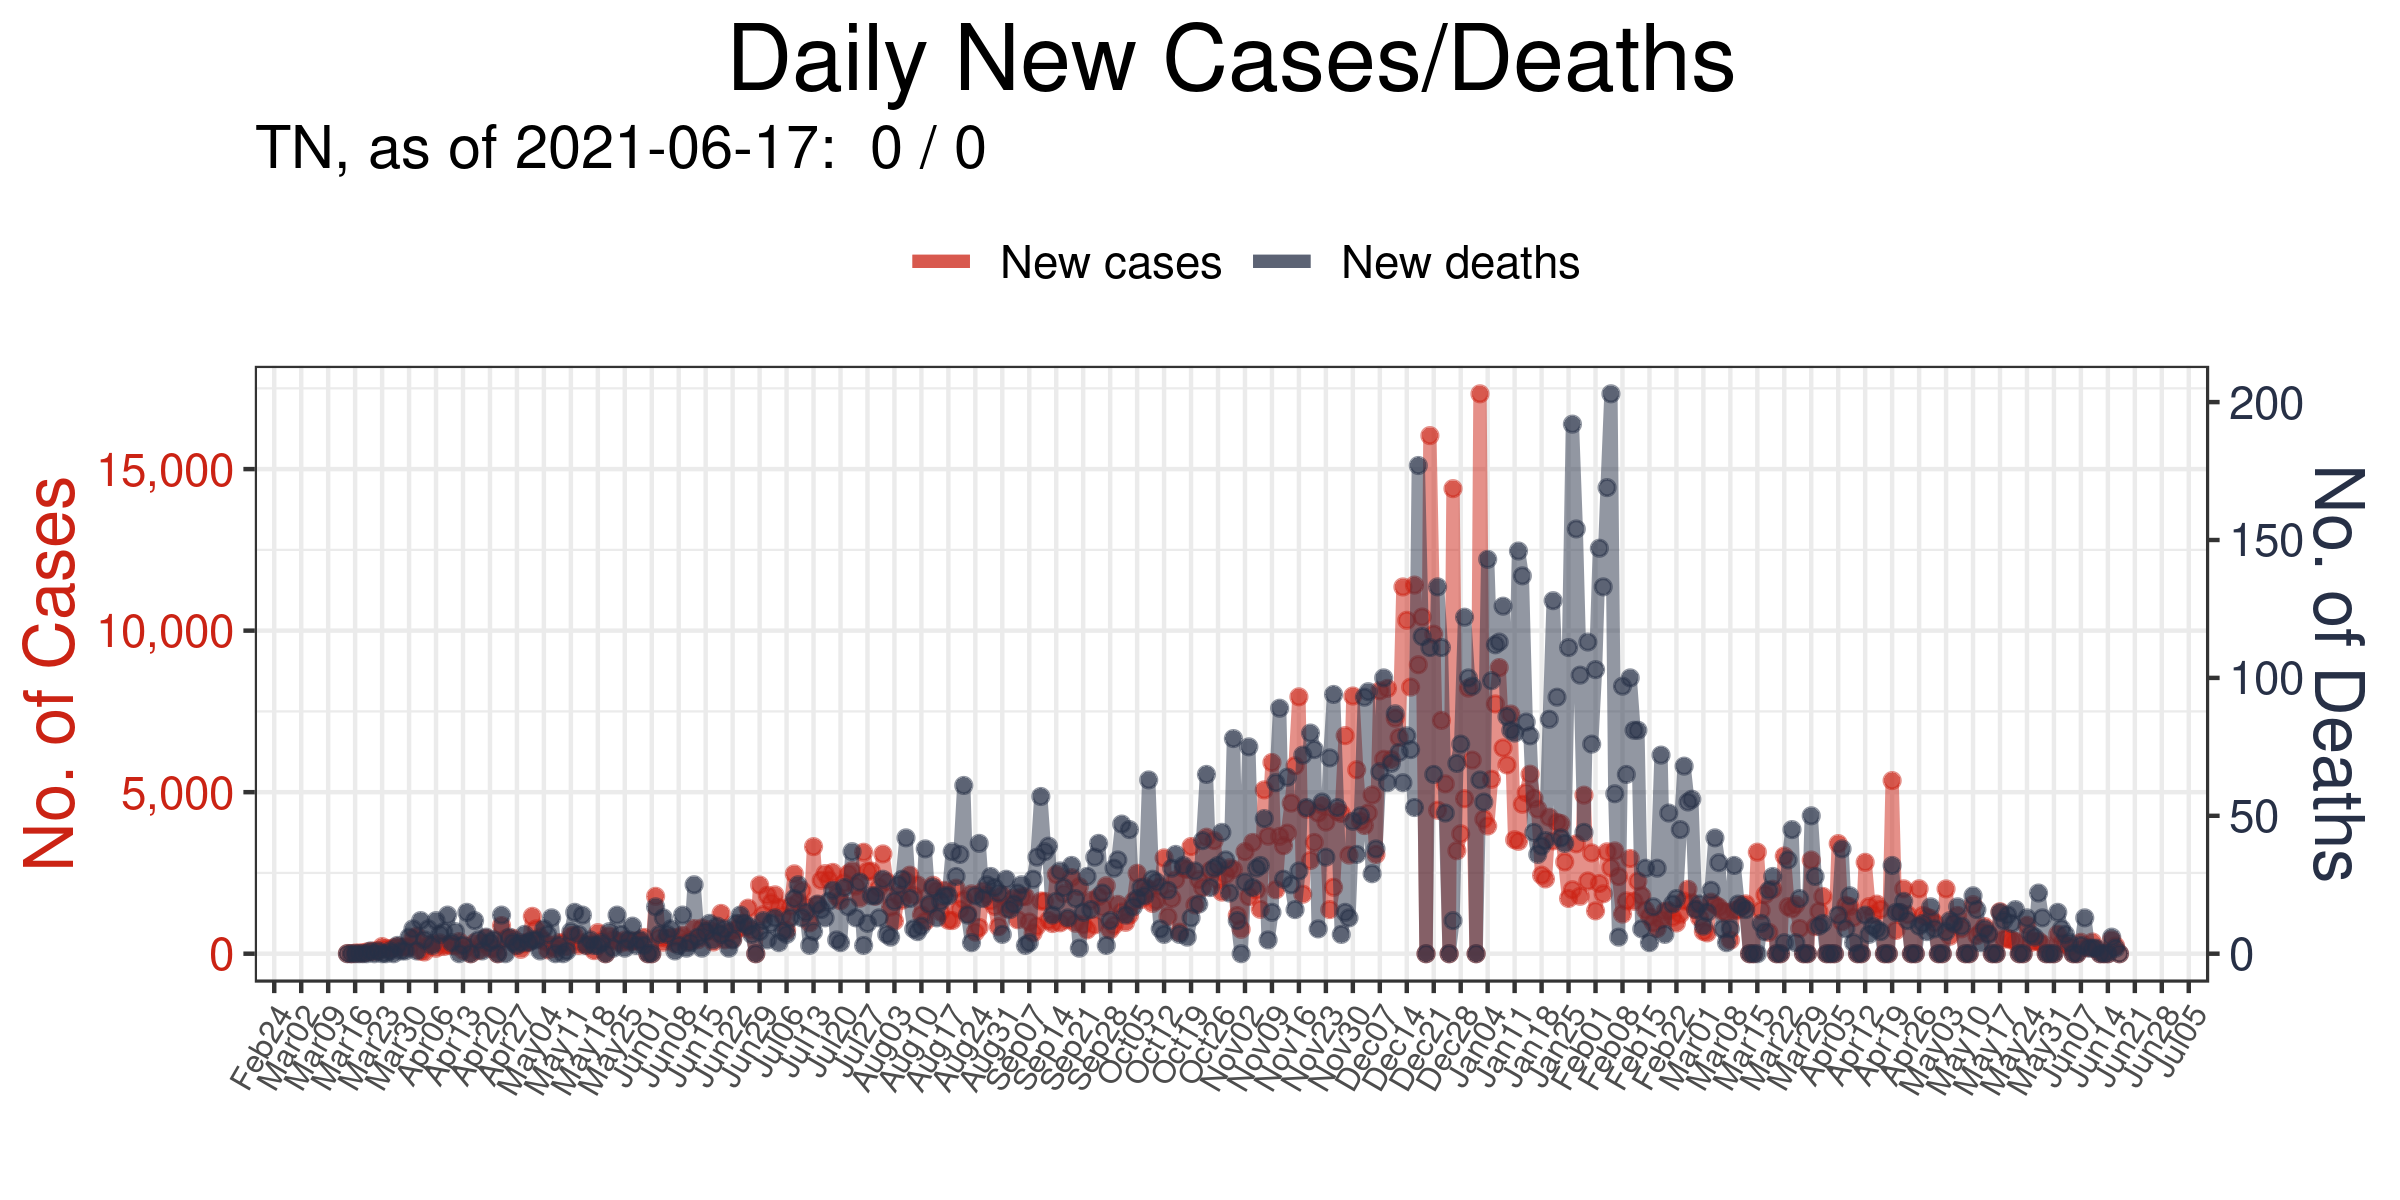 Daily New Cases/Deaths
TN, as of 2021-06-17:  0 / 0
New cases
New deaths
No. of Cases
15,000
10,000
5,000
0
200
150
100
50
0
No. of Deaths
Feb24
Mar02
Mar09
Mar16
Mar23
Mar30
Apr06
Apr13
Apr20
Apr27
May04
May11
May18
May25
Jun01
Jun08
Jun15
Jun22
Jun29
Jul06
Jul13
Jul20
Jul27
Aug03
Aug10
Aug17
Aug24
Aug31
Sep07
Sep14
Sep21
Sep28
Oct05
Oct12
Oct19
Oct26
Nov02
Nov09
Nov16
Nov23
Nov30
Dec07
Dec14
Dec21
Dec28
Jan04
Jan11
Jan18
Jan25
Feb01
Feb08
Feb15
Feb22
Mar01
Mar08
Mar15
Mar22
Mar29
Apr05
Apr12
Apr19
Apr26
May03
May10
May17
May24
May31
Jun07
Jun14
Jun21
Jun28
Jul05